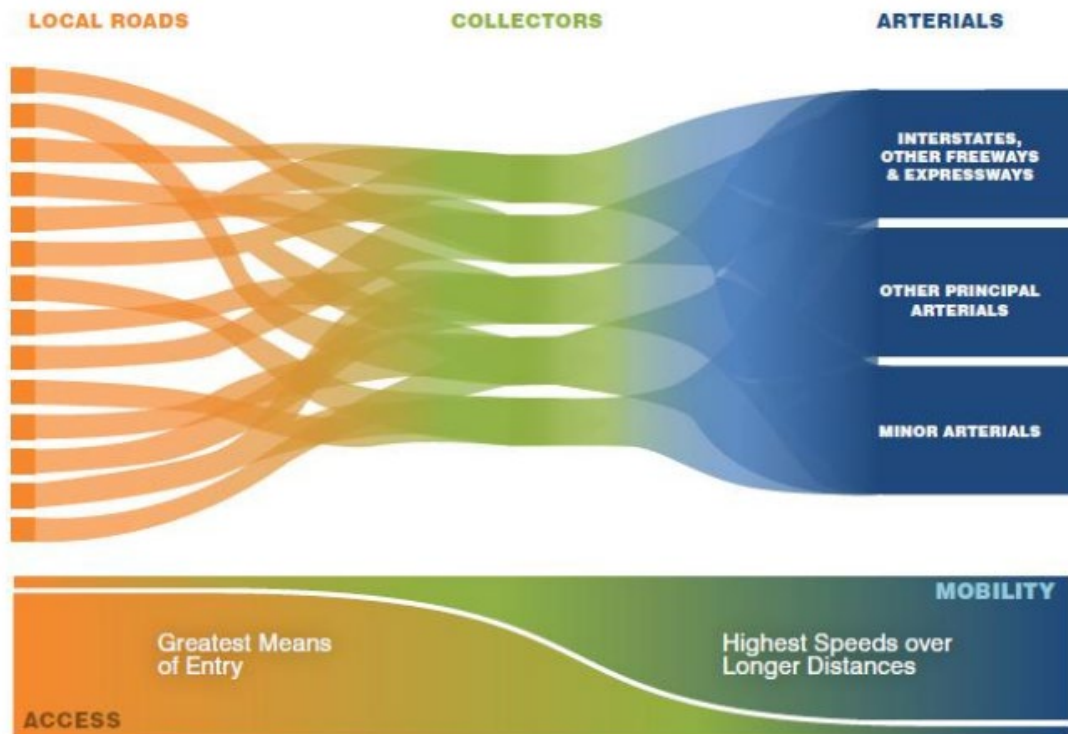 LOCAL ROADS
COLLECTORS
ARTERIALS
INTERSTATES,
OTHER FREEWAYS
& EXPRESSWAYS
OTHER PRINCIPAL
ARTERIALS
MINOR ARTERIALS
MOBILITY
Greatest Means
of Entry
Highest Speeds over
Longer Distances
ACCESS